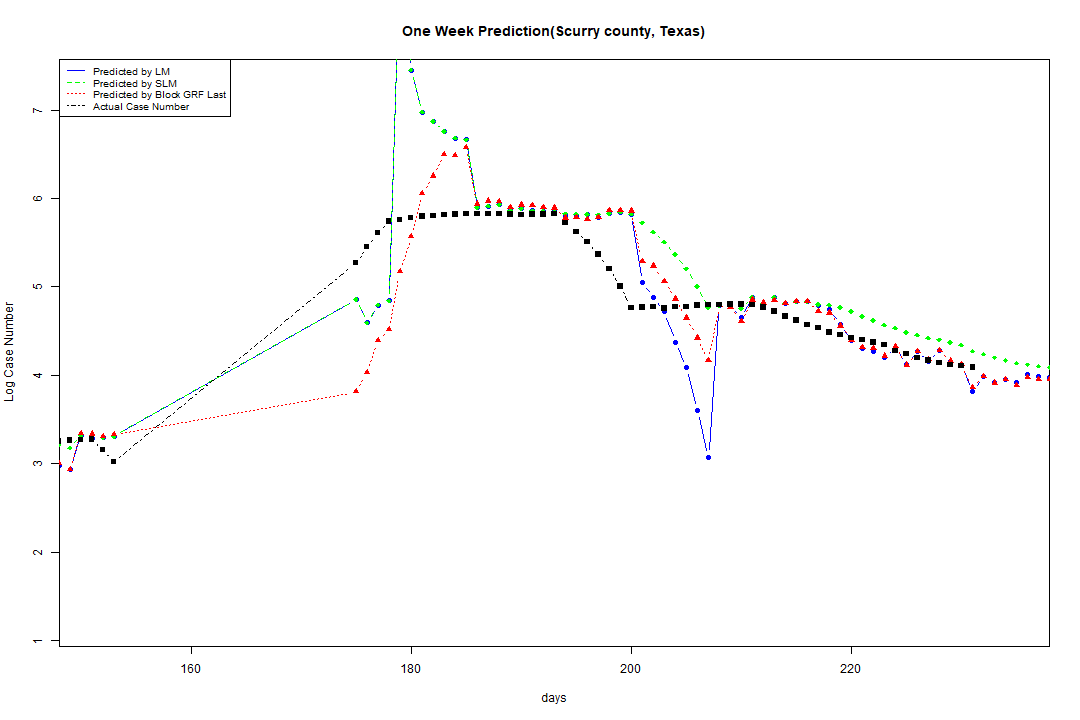 One Week Prediction(Scurry county, Texas)
Predicted by LM
Predicted by SLM
Predicted by Block GRF Last
Actual Case Number
7
6
5
4
3
2
1
Log Case Number
160 180 200 220
days